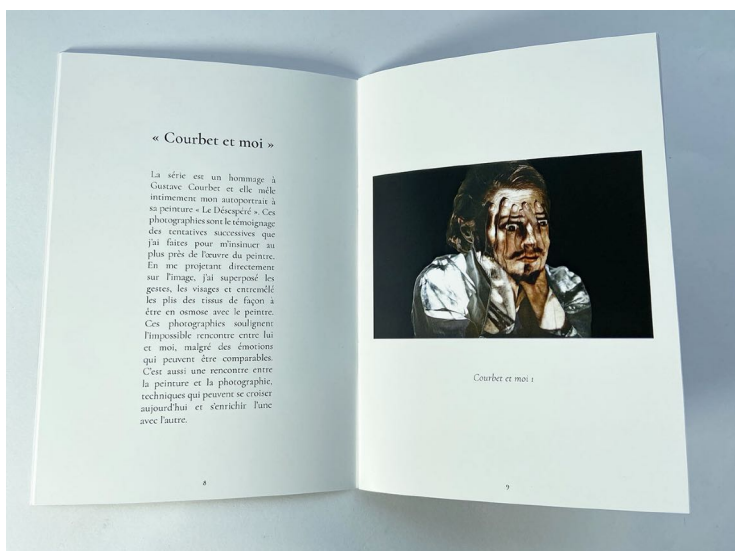 « Courbet et moi »
La série est un hommage à
Gustave Courbet et elle mêle
intimement mon autoportrait à
sa peinture « Le Désespéré ». Ces
photographies sont le témoignage
des tentatives successives que
j'ai faites pour m'insinuer au
plus près de l'œuvre du peintre.
En me projetant directement
sur l'image, j'ai superposé les
gestes, les visages et entremêlé
les plis des tissus de façon à
être en osmose avec le peintre.
Ces photographies soulignent
l'impossible rencontre entre lui
et moi, malgré des émotions
qui peuvent être comparables.
C'est aussi une rencontre entre
la peinture et la photographie,
techniques qui peuvent se croiser
aujourd'hui et s'enrichir l'une
avec l'autre.
8
Courbet et moi 1
9